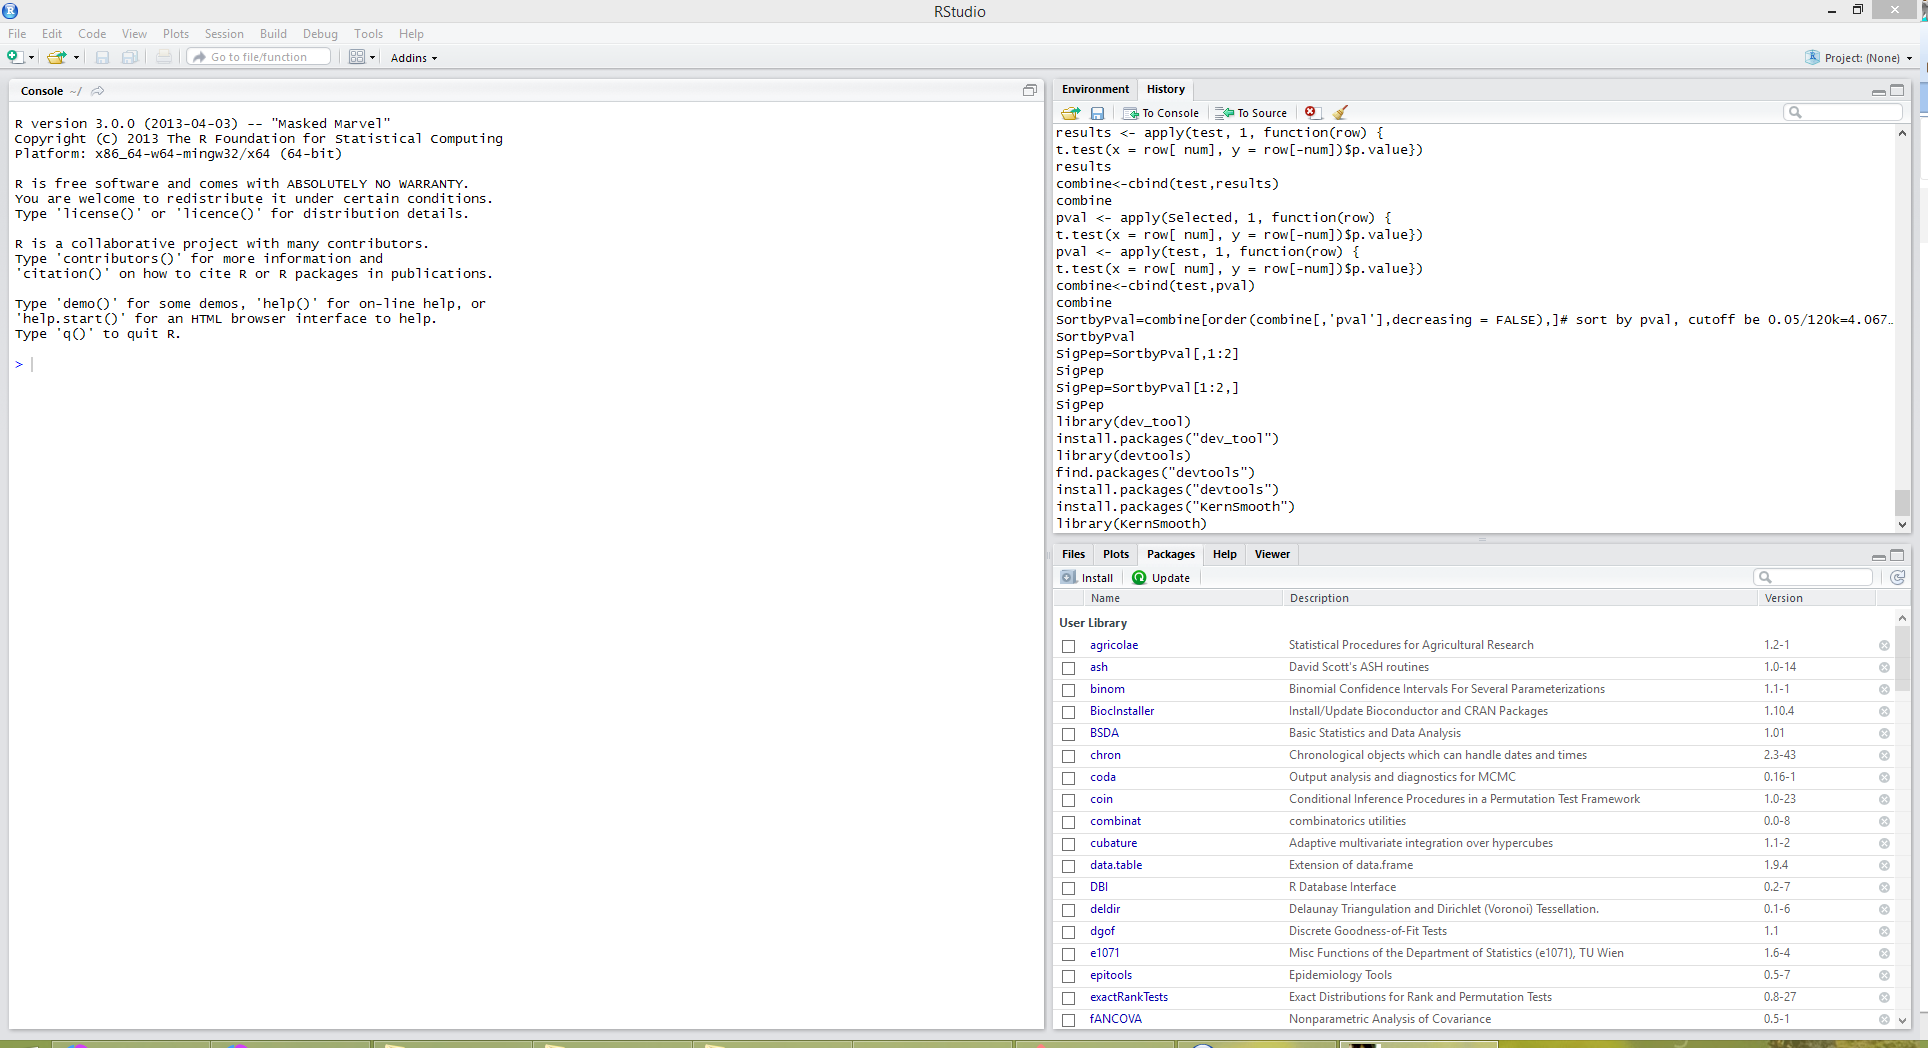 RStudio
File Edit Code View Plots Session Build Debug Tools Help
Go to file/function Addins Project: (None)
Console ~/
R version 3.0.0 (2013-04-03) -- "Masked Marvel"
Copyright (C) 2013 The R Foundation for Statistical Computing
Platform: x86_64-w64-mingw32/x64 (64-bit)
R is free software and comes with ABSOLUTELY NO WARRANTY.
You are welcome to redistribute it under certain conditions.
Type 'license()' or 'licence()' for distribution details.
R is a collaborative project with many contributors.
Type 'contributors()' for more information and
'citation()' on how to cite R or R packages in publications.
Type 'demo()' for some demos, 'help()' for on-line help, or
'help.start()' for an HTML browser interface to help.
Type 'q()' to quit R.
>
Environment History
To Console To Source
results <- apply(test, 1, function(row) {
t.test(x = row[ num], y = row[-num])$p.value})
results
combine<-cbind(test,results)
combine
pval <- apply(Selected, 1, function(row) {
t.test(x = row[ num], y = row[-num])$p.value})
pval <- apply(test, 1, function(row) {
t.test(x = row[ num], y = row[-num])$p.value})
combine<-cbind(test,pval)
combine
SortbyPval=combine[order(combine[,'pval'],decreasing = FALSE),]# sort by pval, cutoff be 0.05/120k=4.067…
SortbyPval
SigPep=SortbyPval[,1:2]
SigPep
SigPep=SortbyPval[1:2,]
SigPep
library(dev_tool)
install.packages("dev_tool")
library(devtools)
find.packages("devtools")
install.packages("devtools")
install.packages("KernSmooth")
library(KernSmooth)
Files Plots Packages Help Viewer
Install Update
Name Description Version
User Library
agricolae Statistical Procedures for Agricultural Research 1.2-1
ash David Scott's ASH routines 1.0-14
binom Binomial Confidence Intervals For Several Parameterizations 1.1-1
BiocInstaller Install/Update Bioconductor and CRAN Packages 1.10.4
BSDA Basic Statistics and Data Analysis 1.01
chron Chronological objects which can handle dates and times 2.3-43
coda Output analysis and diagnostics for MCMC 0.16-1
coin Conditional Inference Procedures in a Permutation Test Framework 1.0-23
combinat combinatorics utilities 0.0-8
cubature Adaptive multivariate integration over hypercubes 1.1-2
data.table Extension of data.frame 1.9.4
DBI R Database Interface 0.2-7
deldir Delaunay Triangulation and Dirichlet (Voronoi) Tessellation. 0.1-6
dgof Discrete Goodness-of-Fit Tests 1.1
e1071 Misc Functions of the Department of Statistics (e1071), TU Wien 1.6-4
epitools Epidemiology Tools 0.5-7
exactRankTests Exact Distributions for Rank and Permutation Tests 0.8-27
fANCOVA Nonparametric Analysis of Covariance 0.5-1